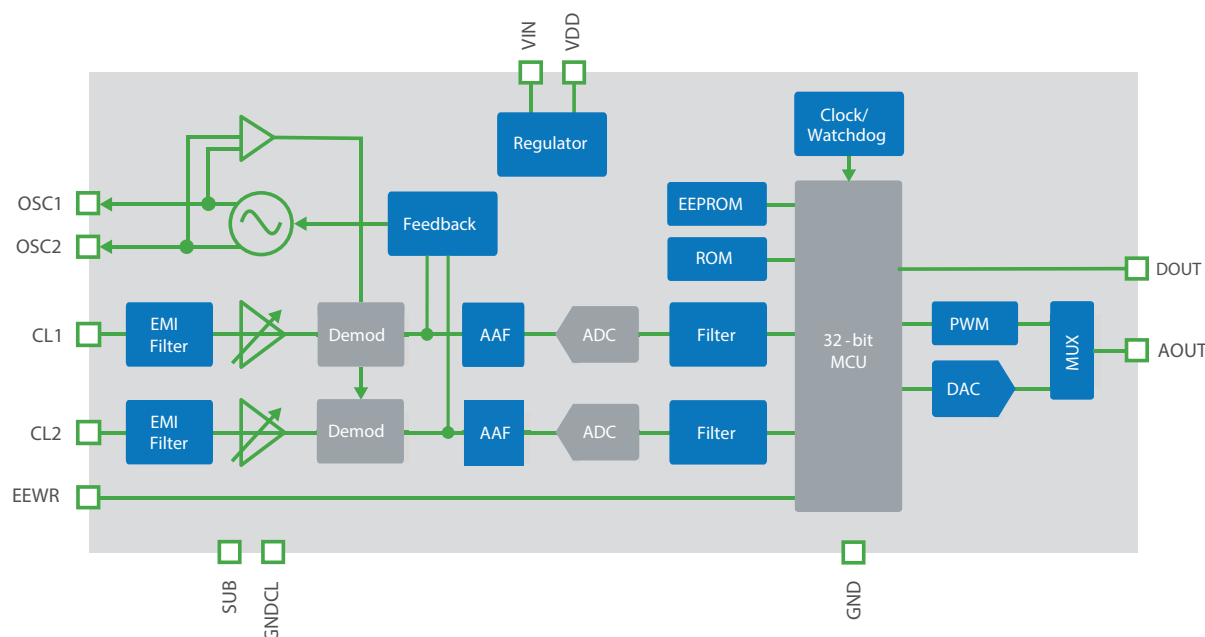 VIN
VDD
Clock/
Watchdog
Regulator
OSC1
Feedback
EEPROM
OSC2
ROM
DOUT
CL1
EMI
Filter
Demod
AAF
ADC
Filter
32-bit
MCU
PWM
MUX
AOUT
DAC
CL2
EMI
Filter
Demod
AAF
ADC
Filter
EEWR
SUB
GNDCL
GND